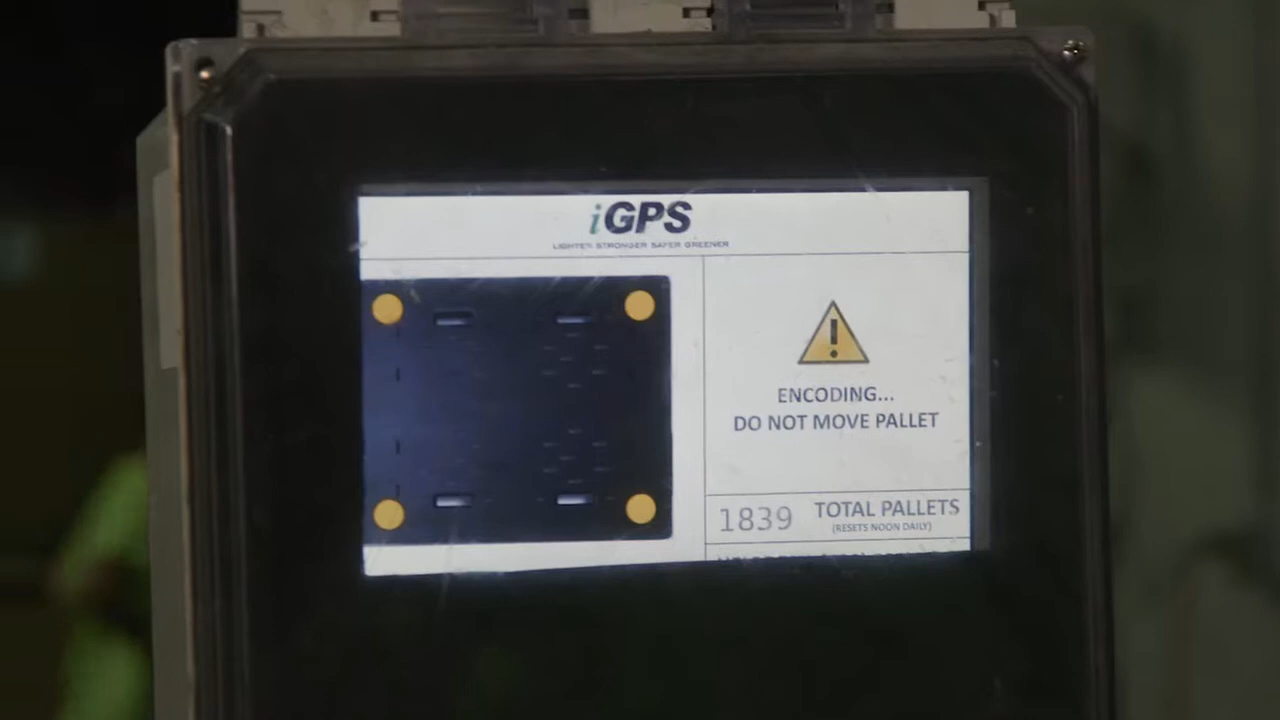 iGPS
LIGHTER STRONGER SAFER GREENER
ENCODING...
DO NOT MOVE PALLET
1839 TOTAL PALLETS
(RESETS NOON DAILY)